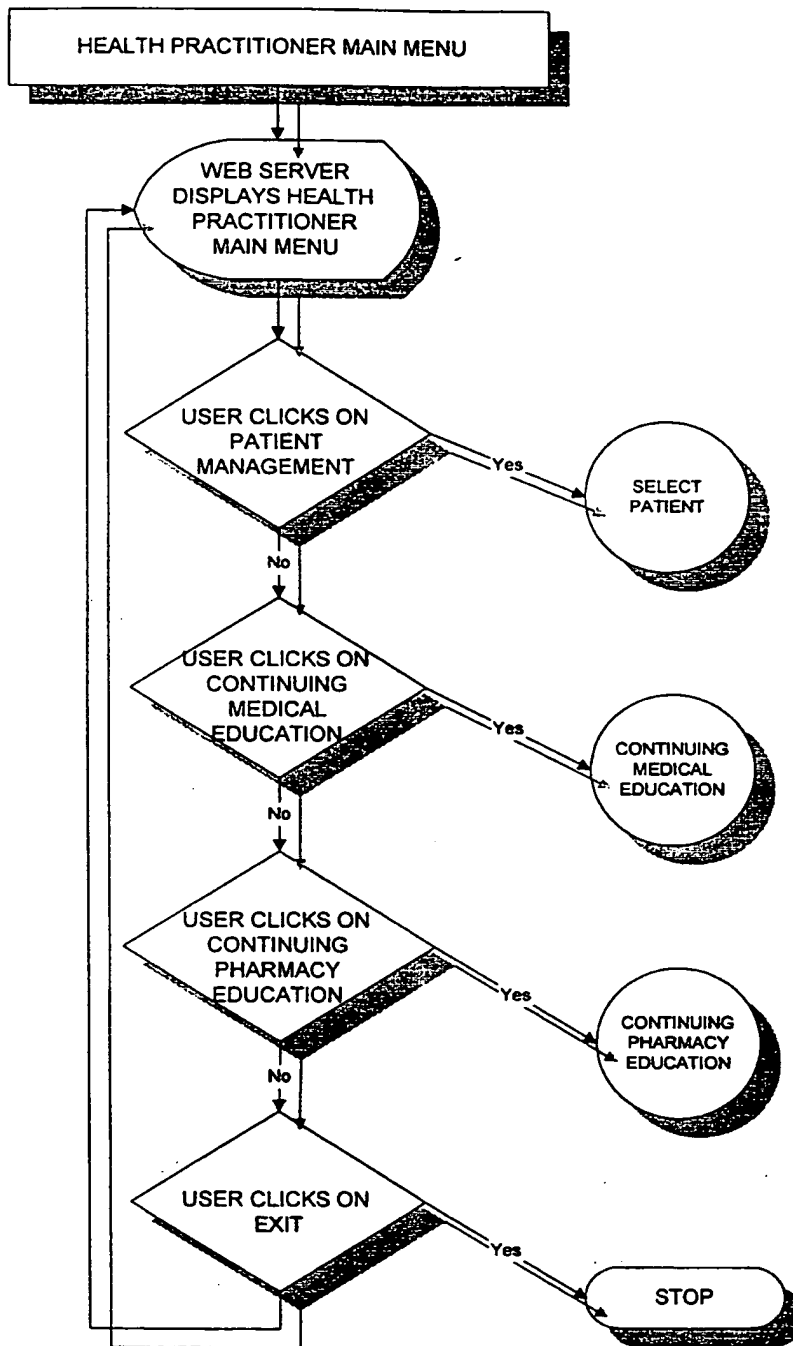 HEALTH PRACTITIONER MAIN MENU
WEB SERVER
DISPLAYS HEALTH
PRACTITIONER
MAIN MENU
USER CLICKS ON
PATIENT
MANAGEMENT
Yes
SELECT
PATIENT
No
USER CLICKS ON
CONTINUING
MEDICAL
EDUCATION
Yes
CONTINUING
MEDICAL
EDUCATION
No
USER CLICKS ON
CONTINUING
PHARMACY
EDUCATION
Yes
CONTINUING
PHARMACY
EDUCATION
No
USER CLICKS ON
EXIT
Yes
STOP